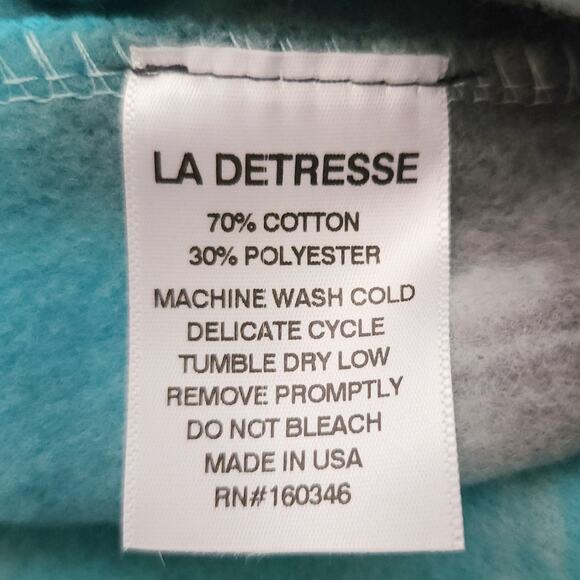 LA DETRESSE
70% COTTON
30% POLYESTER
MACHINE WASH COLD
DELICATE CYCLE
TUMBLE DRY LOW
REMOVE PROMPTLY
DO NOT BLEACH
MADE IN USA
RN#160346